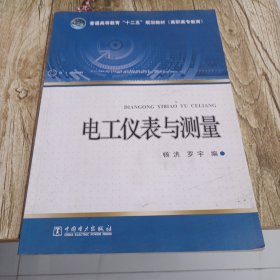 普通高等教育“十二五”规划教材（高职高专教育）
DIANGONG YIBIAO YU CELIANG
电工仪表与测量
杨洪 罗宇 编
中国电力出版社